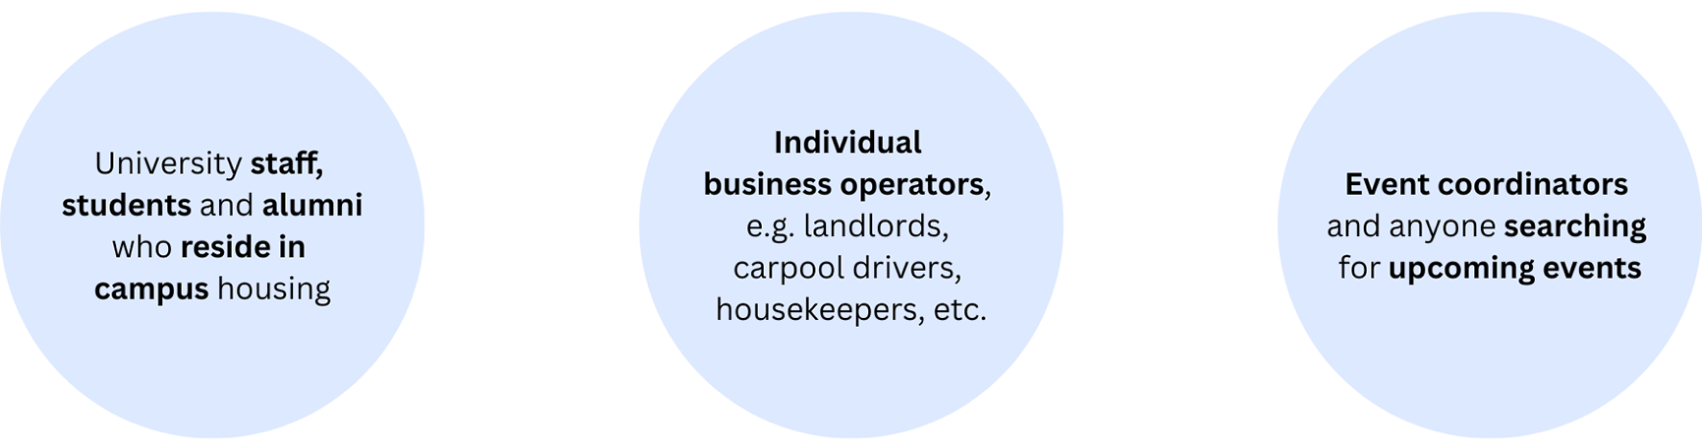 University staff,
students and alumni
who reside in
campus housing
Individual
business operators,
e.g. landlords,
carpool drivers,
housekeepers, etc.
Event coordinators
and anyone searching
for upcoming events